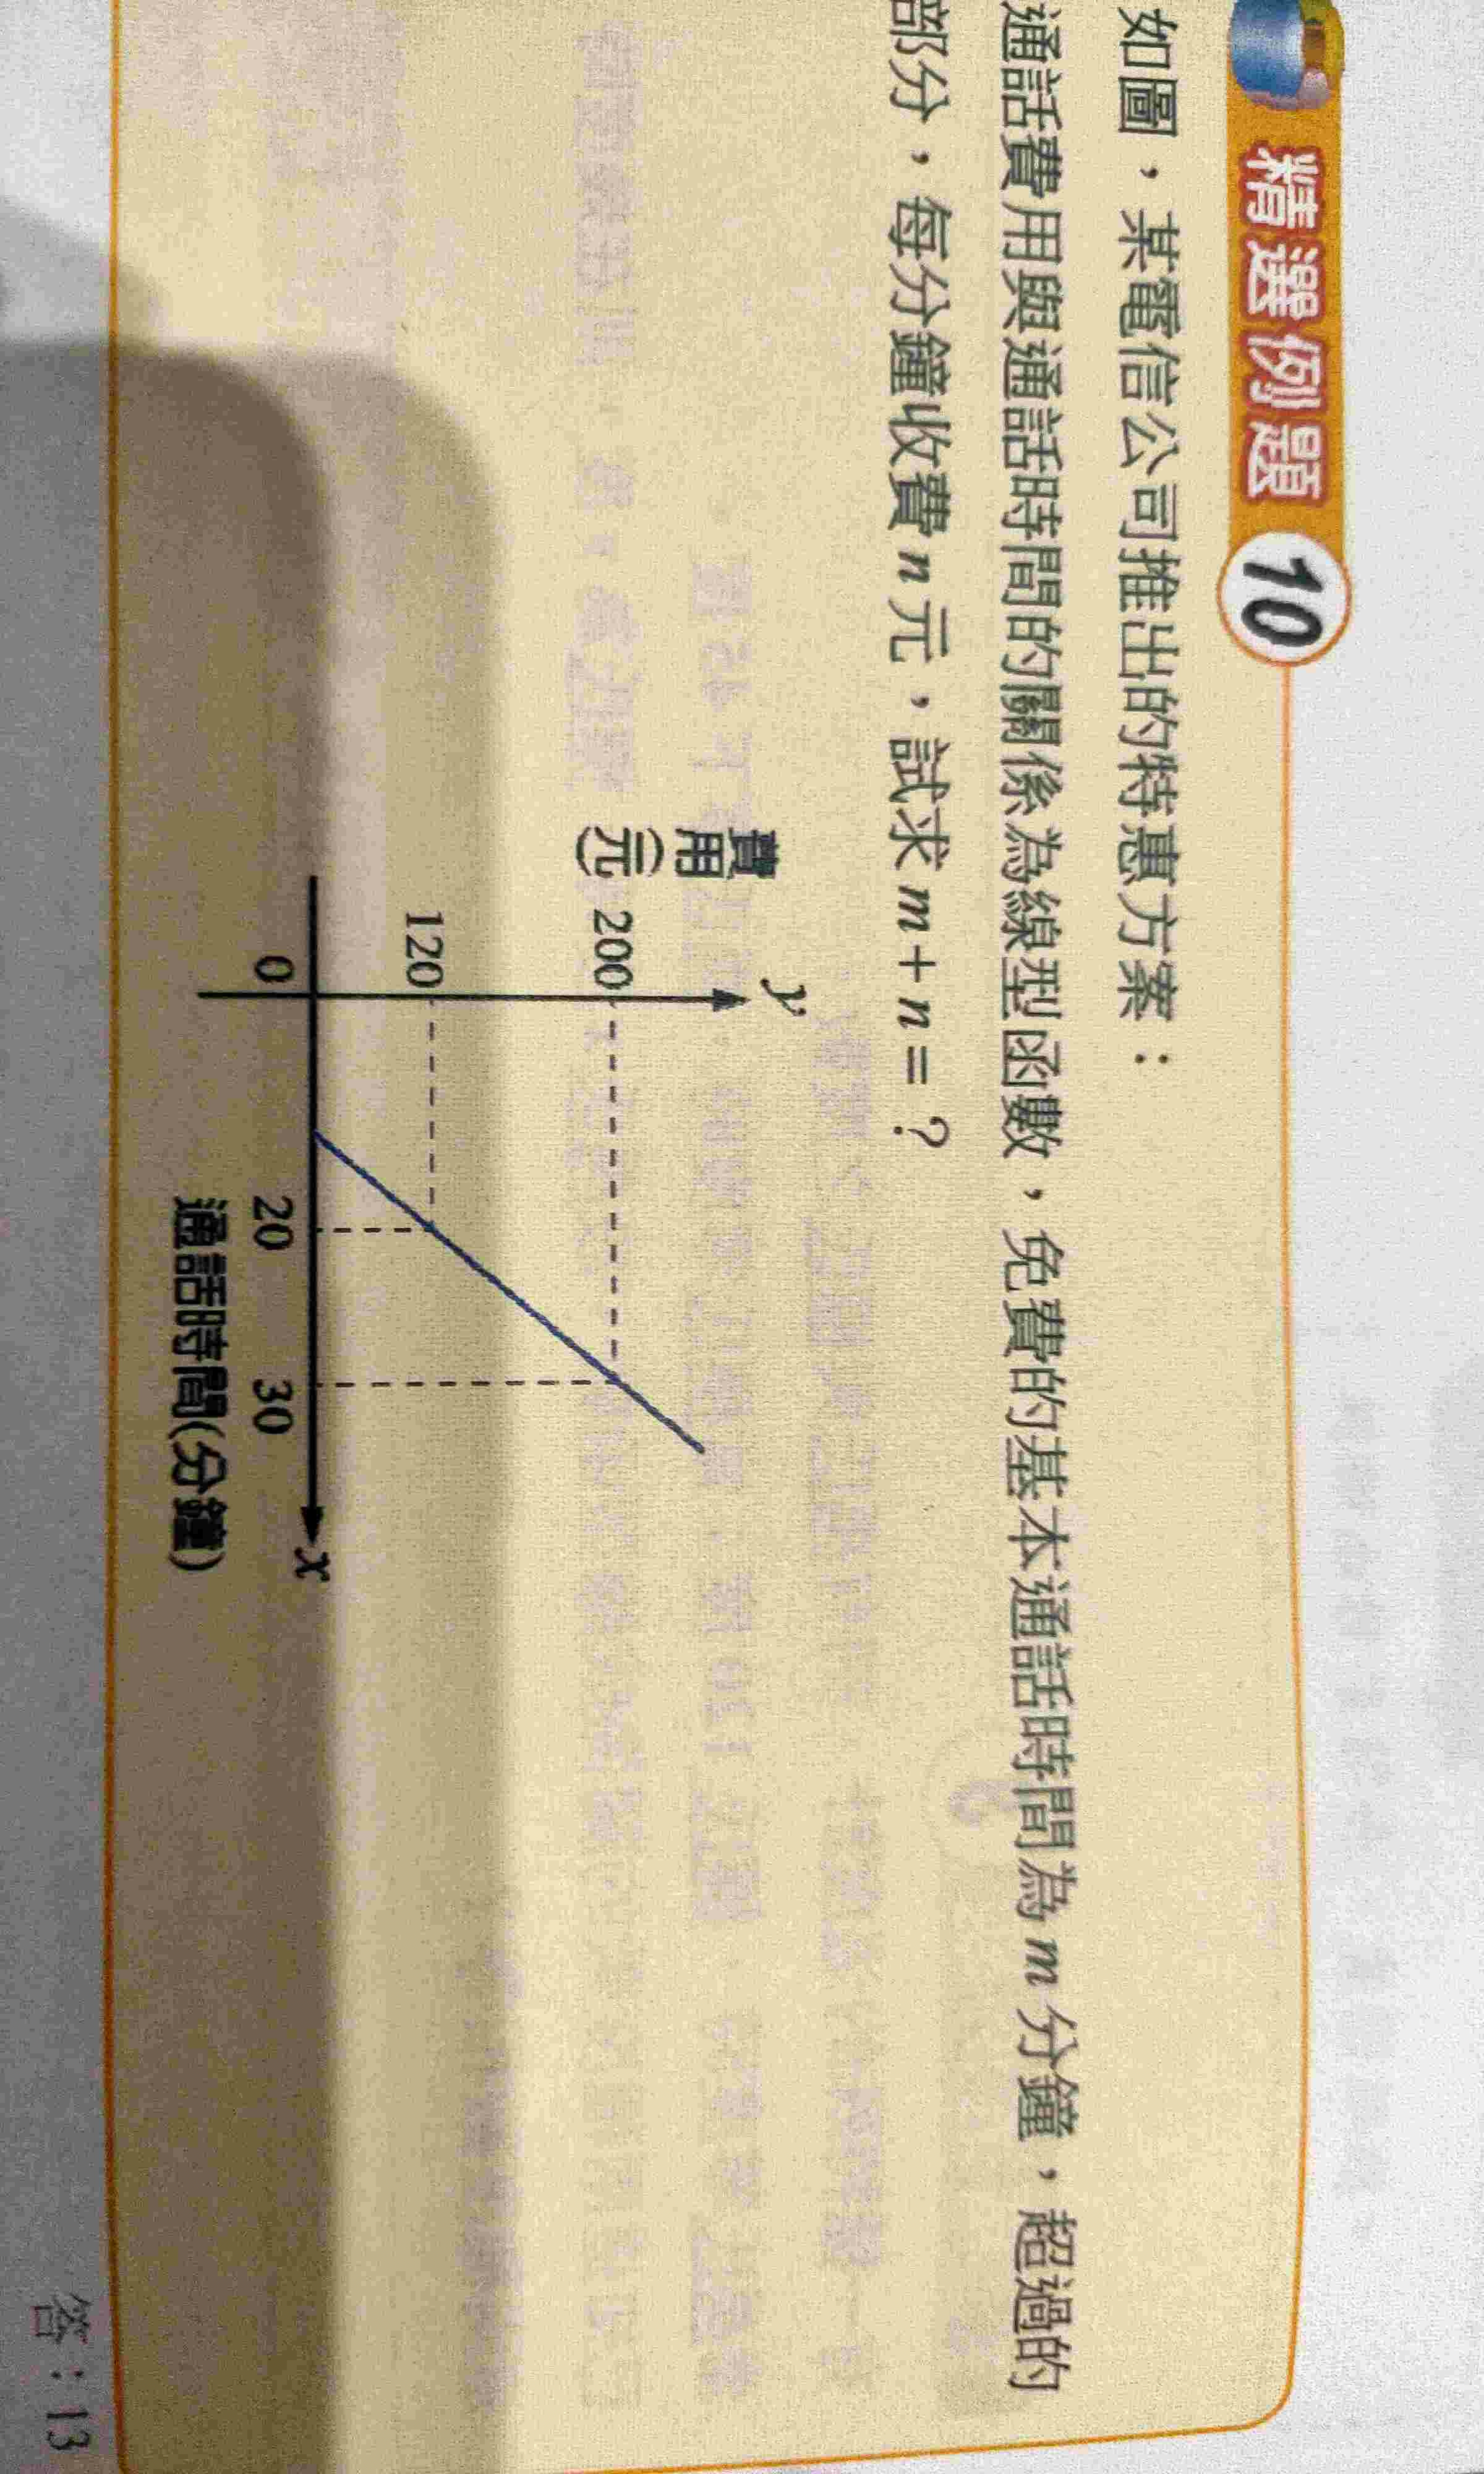 精選例題 10
如圖，某電信公司推出的特惠方案：
通話費用與通話時間的關係為線型函數，免費的基本通話時間為 m 分鐘，超過的
部分，每分鐘收費 n 元，試求 m + n = ？
y
費用(元)
200
120
0
20
30
x
通話時間(分鐘)
答：13